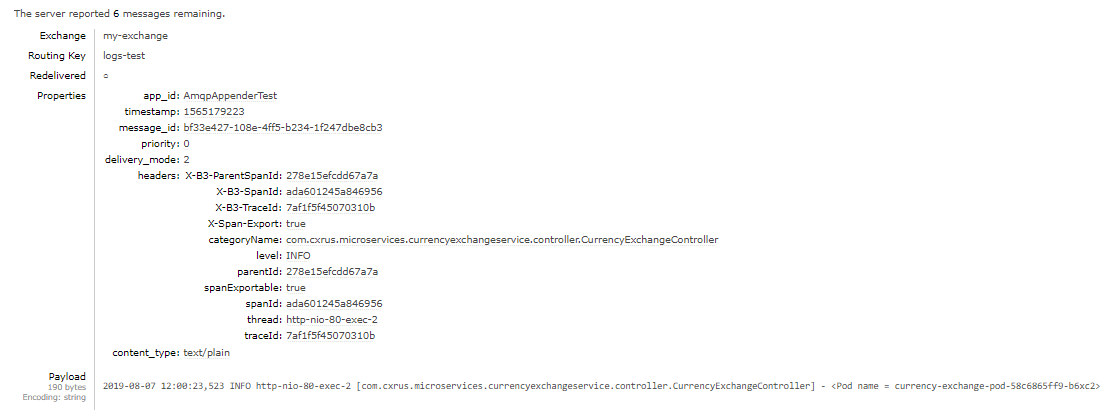 The server reported 6 messages remaining.
Exchange my-exchange
Routing Key logs-test
Redelivered ○
Properties app_id: AmqpAppenderTest
timestamp: 1565179223
message_id: bf33e427-108e-4ff5-b234-1f247dbe8cb3
priority: 0
delivery_mode: 2
headers: X-B3-ParentSpanId: 278e15efcdd67a7a
X-B3-SpanId: ada601245a846956
X-B3-TraceId: 7af1f5f45070310b
X-Span-Export: true
categoryName: com.cxrus.microservices.currencyexchangeservice.controller.CurrencyExchangeController
level: INFO
parentId: 278e15efcdd67a7a
spanExportable: true
spanId: ada601245a846956
thread: http-nio-80-exec-2
traceId: 7af1f5f45070310b
content_type: text/plain
Payload
190 bytes
Encoding: string
2019-08-07 12:00:23,523 INFO http-nio-80-exec-2 [com.cxrus.microservices.currencyexchangeservice.controller.CurrencyExchangeController] - <Pod name = currency-exchange-pod-58c6865ff9-b6xc2>